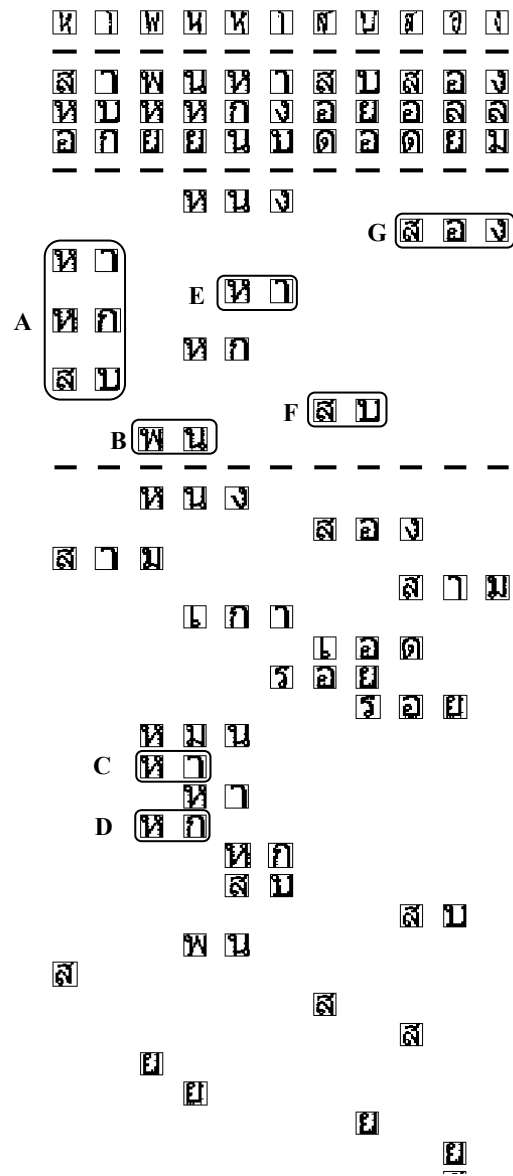 ห า พ น ห า ส บ ส อ ง
ส า พ น ห า ส บ ส อ ง
ห บ ห ห ก ง อ ย อ ล ล
อ ก ย ย น บ ด อ ด ย ม
ห น ง
G ส อ ง
ห า
E ห า
A ห ก
ห ก
ส บ
F ส บ
B พ น
ห น ง
ส อ ง
ส า ม
ส า ม
เ ก า
เ อ ด
ร อ ย
ร อ ย
ห ม น
C ห า
ห า
D ห ก
ห ก
ส บ
ส บ
พ น
ส
ส
ส
ย
ย
ย
ย